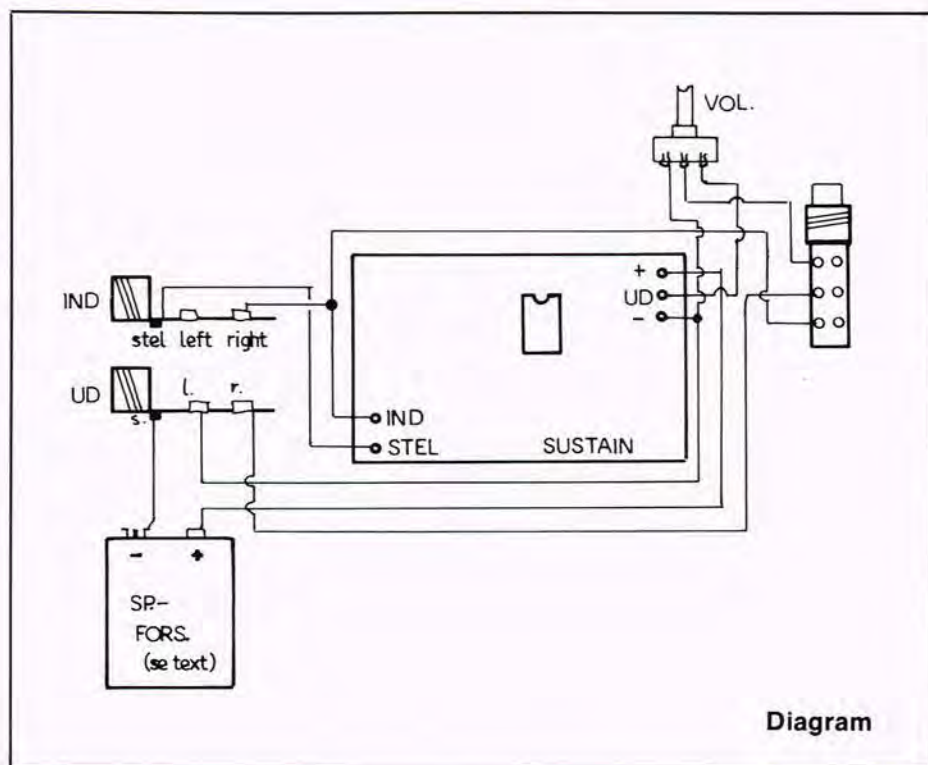 VOL.
IND
stel left right
UD
l. r.
s.
+
UD
-
IND
STEL
SUSTAIN
- +
SP.-
FORS.
(se text)
Diagram